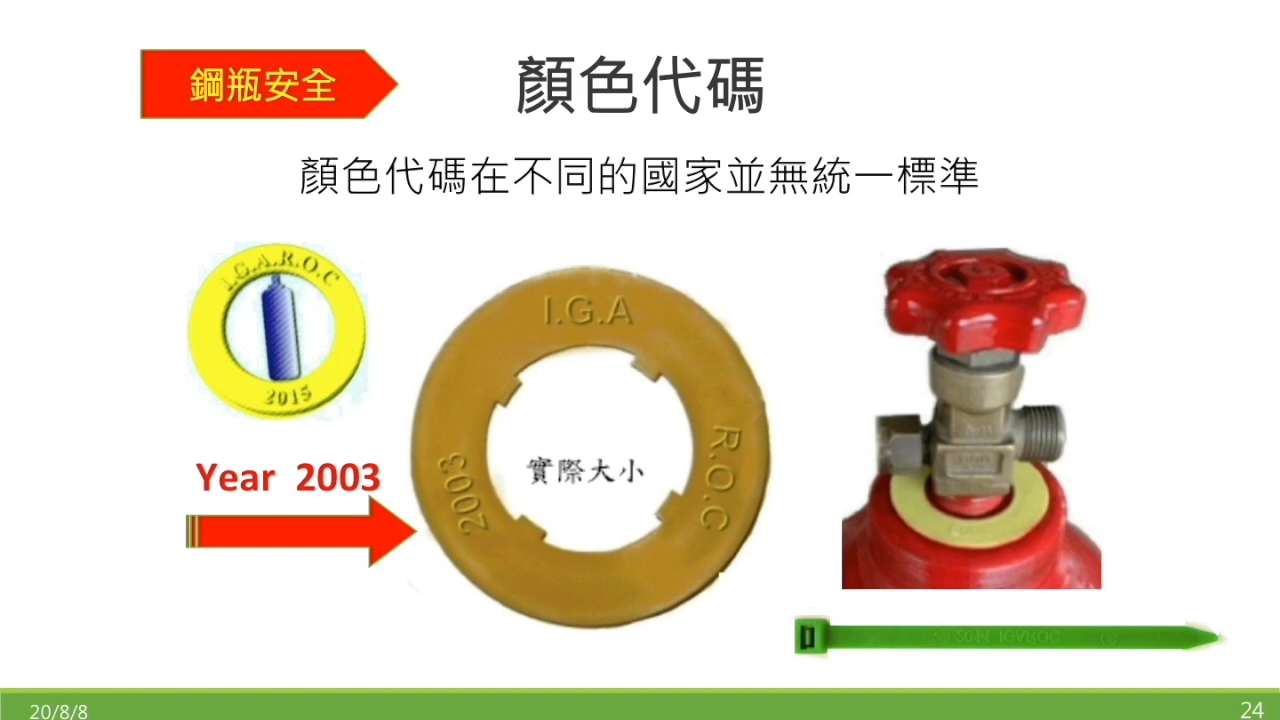 鋼瓶安全
顏色代碼
顏色代碼在不同的國家並無統一標準
I.G.A.R.O.C
2015
Year 2003
I.G.A
R.O.C
2003
實際大小
20/8/8
24